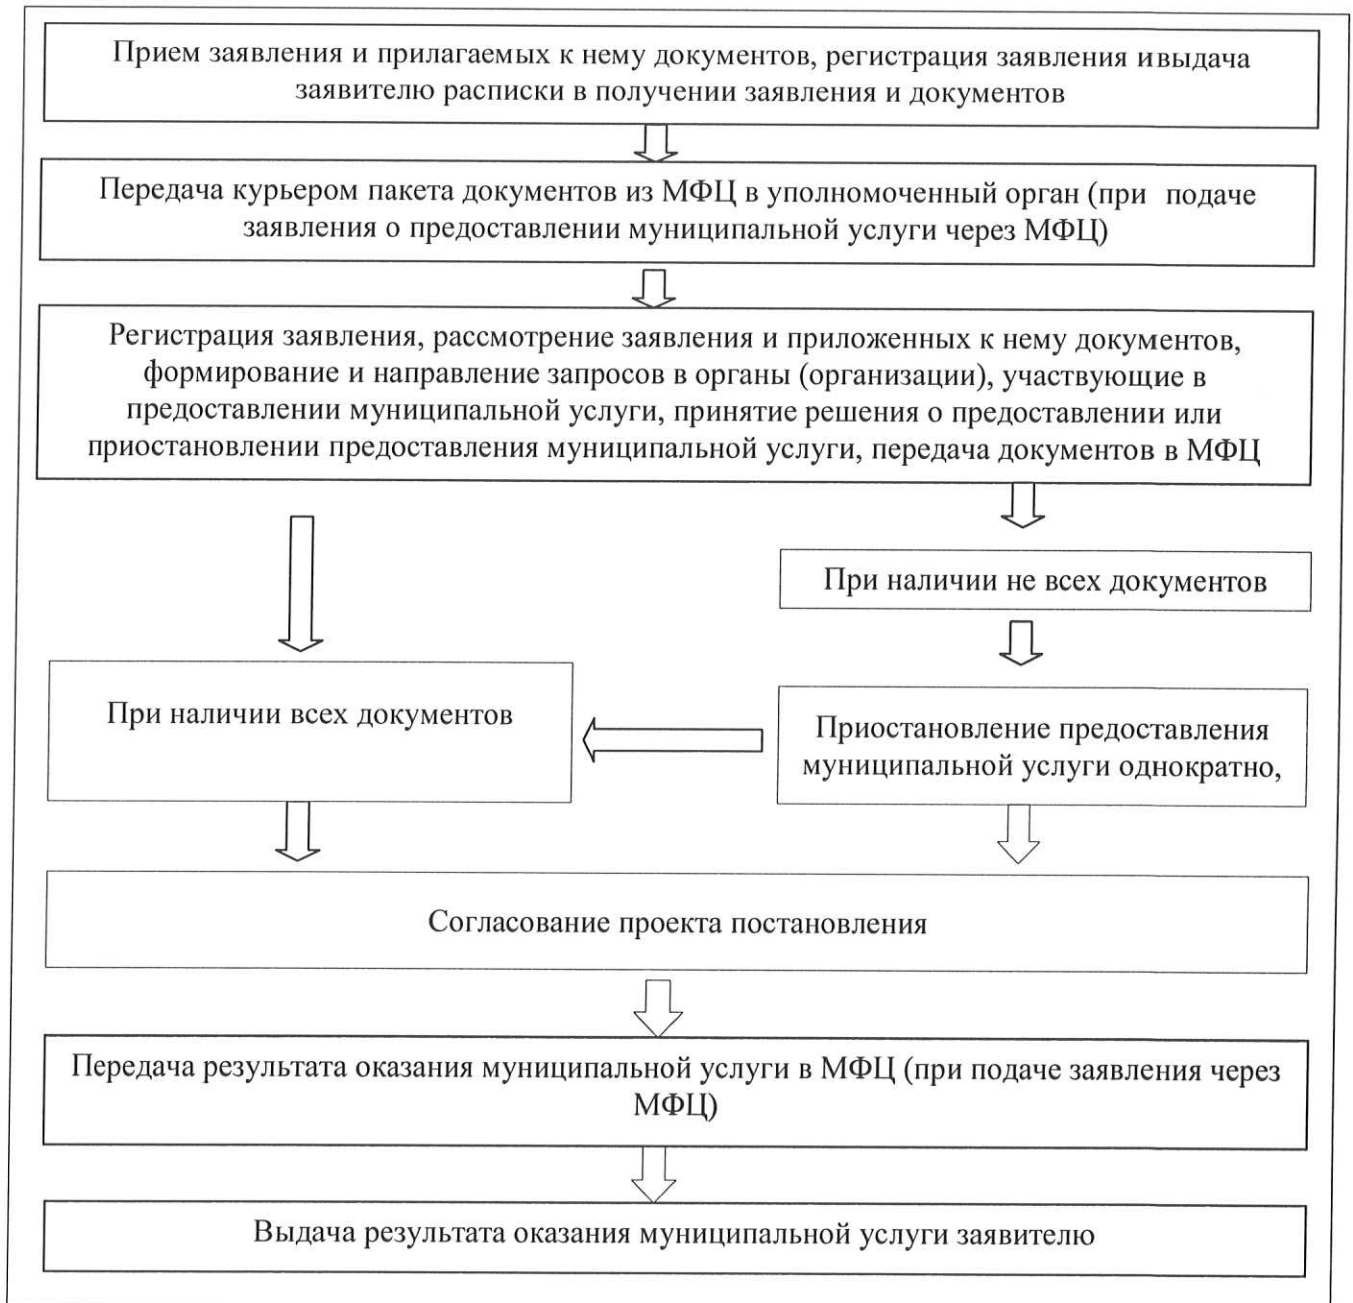 Прием заявления и прилагаемых к нему документов, регистрация заявления ивыдача
заявителю расписки в получении заявления и документов
Передача курьером пакета документов из МФЦ в уполномоченный орган (при подаче
заявления о предоставлении муниципальной услуги через МФЦ)
Регистрация заявления, рассмотрение заявления и приложенных к нему документов,
формирование и направление запросов в органы (организации), участвующие в
предоставлении муниципальной услуги, принятие решения о предоставлении или
приостановлении предоставления муниципальной услуги, передача документов в МФЦ
При наличии не всех документов
При наличии всех документов
Приостановление предоставления
муниципальной услуги однократно,
Согласование проекта постановления
Передача результата оказания муниципальной услуги в МФЦ (при подаче заявления через
МФЦ)
Выдача результата оказания муниципальной услуги заявителю